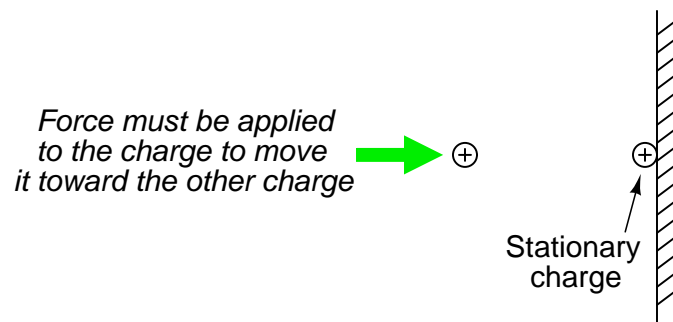 Force must be applied
to the charge to move
it toward the other charge
+
+
Stationary
charge